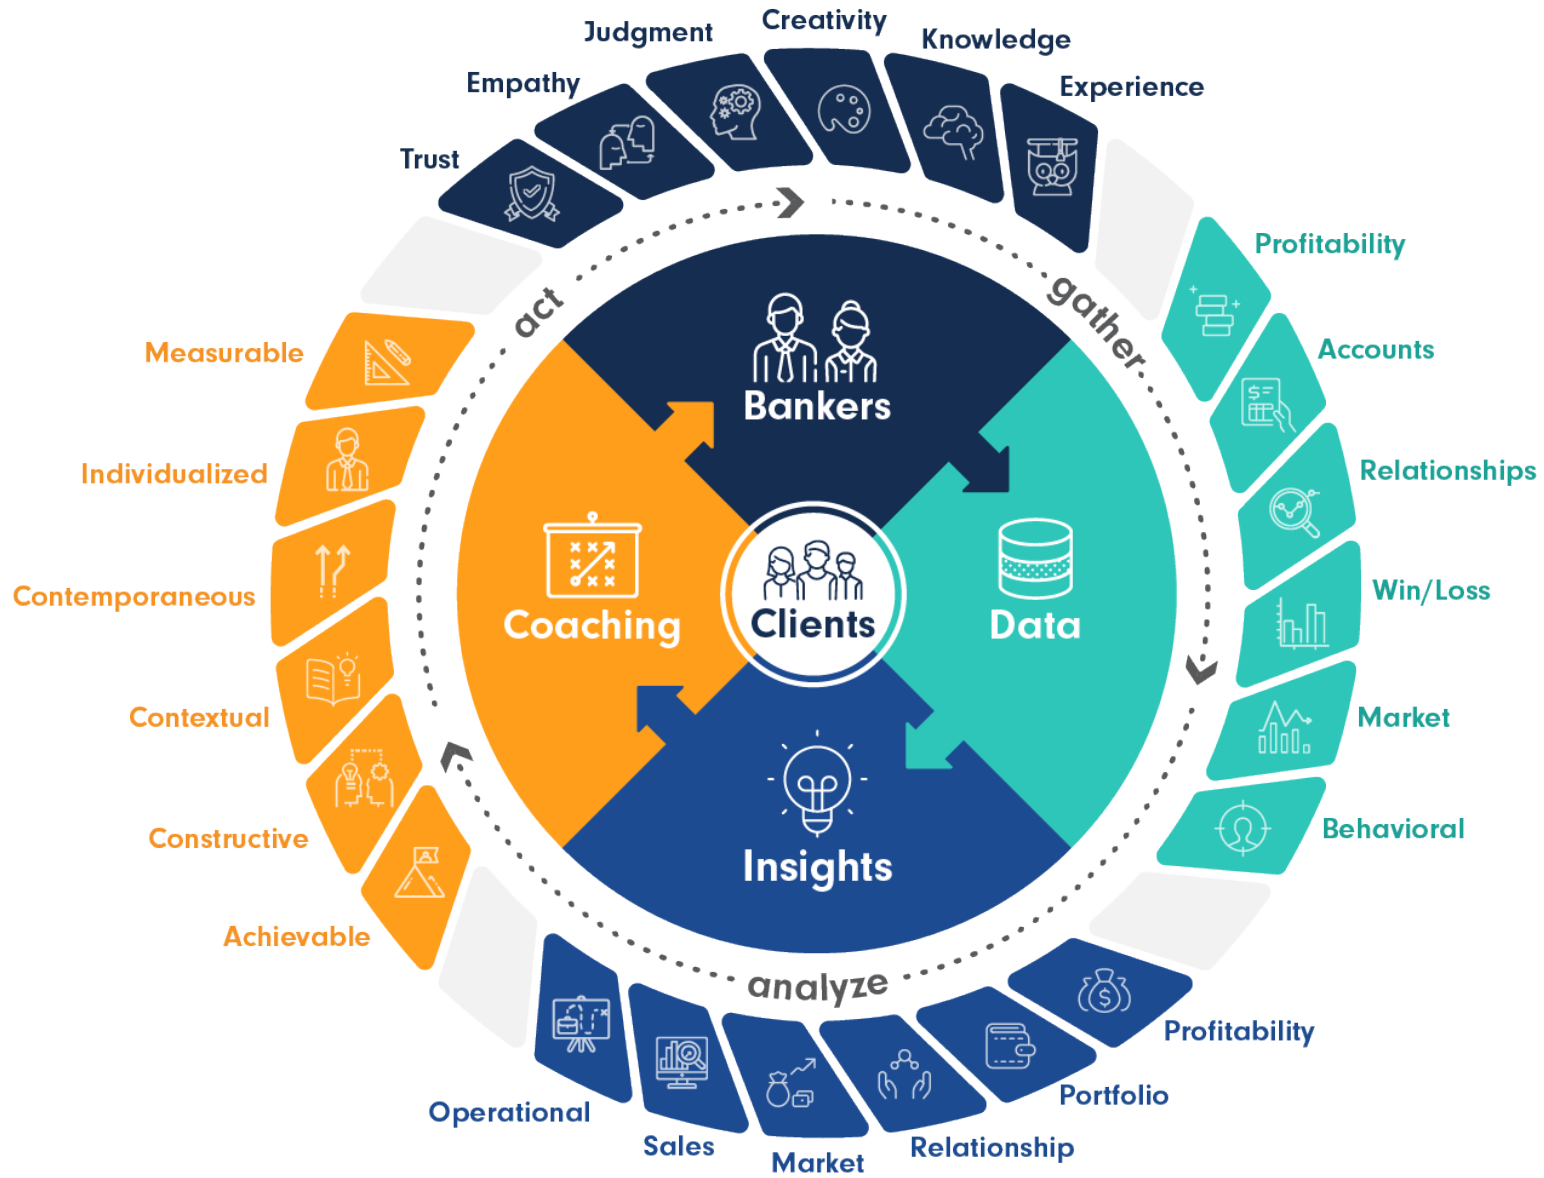 Creativity
Judgment
Knowledge
Empathy
Experience
Trust
Profitability
Accounts
Relationships
Win/Loss
Market
Behavioral
Profitability
Portfolio
Relationship
Market
Sales
Operational
Achievable
Constructive
Contextual
Contemporaneous
Individualized
Measurable
act
gather
analyze
Bankers
Data
Insights
Coaching
Clients